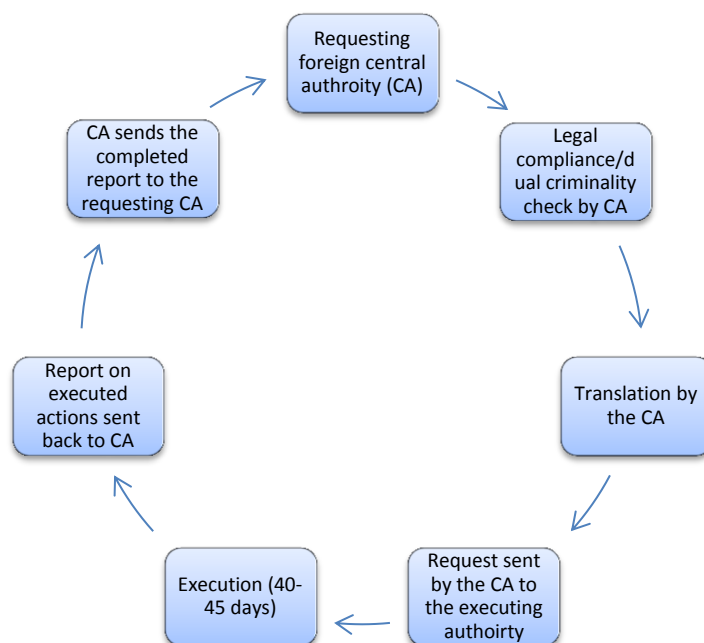 Requesting
foreign central
authroity (CA)
Legal
compliance/d
ual criminality
check by CA
Translation by
the CA
Request sent
by the CA to
the executing
authoirty
Execution (40-
45 days)
Report on
executed
actions sent
back to CA
CA sends the
completed
report to the
requesting CA